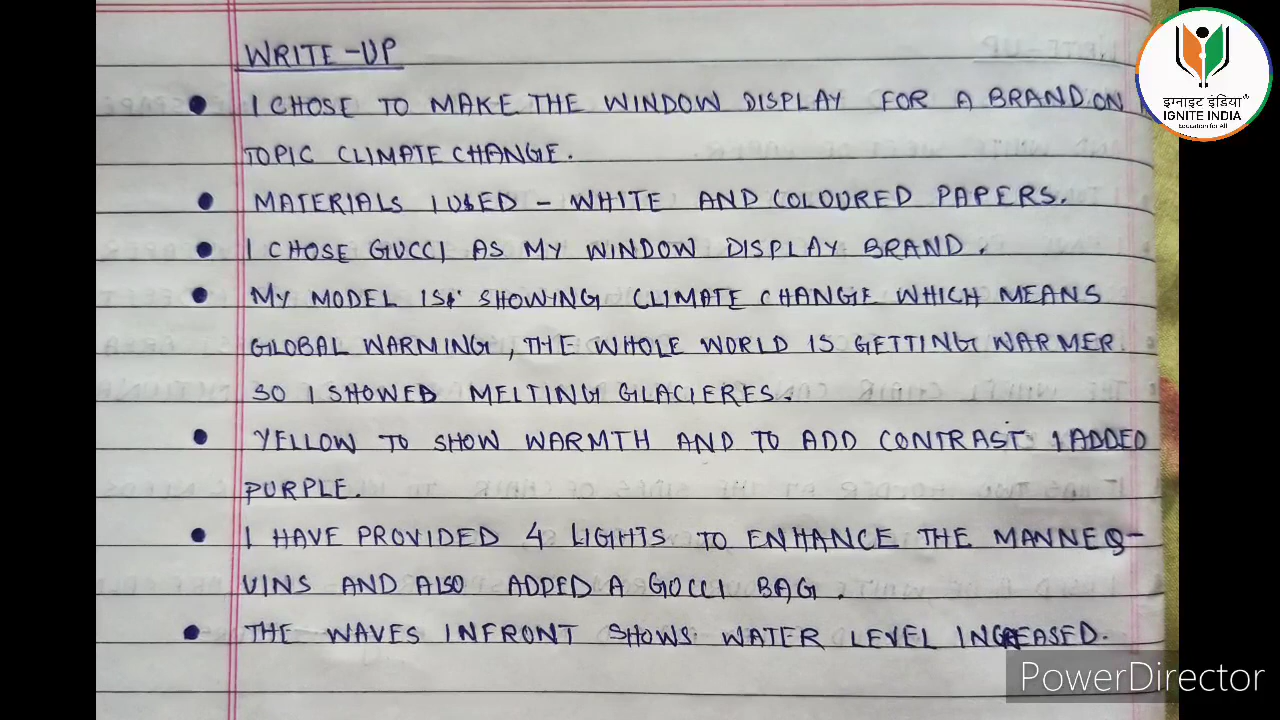 WRITE-UP
• I CHOSE TO MAKE THE WINDOW DISPLAY FOR A BRAND ON
TOPIC CLIMATE CHANGE.
• MATERIALS I USED - WHITE AND COLOURED PAPERS.
• I CHOSE GUCCI AS MY WINDOW DISPLAY BRAND.
• MY MODEL IS SHOWING CLIMATE CHANGE WHICH MEANS
GLOBAL WARMING, THE WHOLE WORLD IS GETTING WARMER.
SO I SHOWED MELTING GLACIERES.
• YELLOW TO SHOW WARMTH AND TO ADD CONTRAST I ADDED
PURPLE.
• I HAVE PROVIDED 4 LIGHTS TO ENHANCE THE MANNEQ-
UINS AND ALSO ADDED A GUCCI BAG.
• THE WAVES INFRONT SHOWS WATER LEVEL INCREASED.
इग्नाइट इंडिया®
IGNITE INDIA
Education for All
PowerDirector